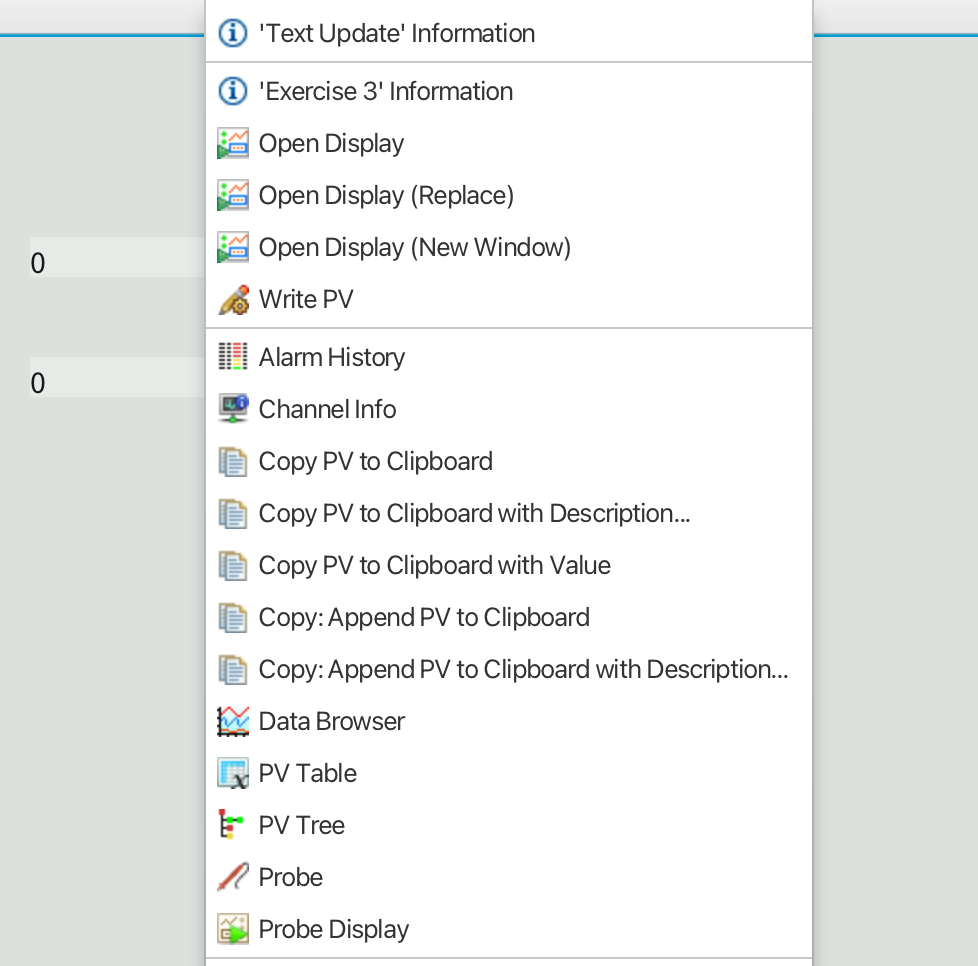 'Text Update' Information
'Exercise 3' Information
Open Display
Open Display (Replace)
0
Open Display (New Window)
Write PV
Alarm History
0
Channel Info
Copy PV to Clipboard
Copy PV to Clipboard with Description...
Copy PV to Clipboard with Value
Copy: Append PV to Clipboard
Copy: Append PV to Clipboard with Description...
Data Browser
PV Table
PV Tree
Probe
Probe Display